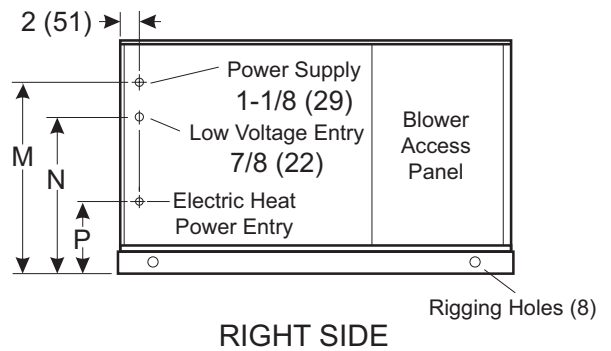 2 (51)
Power Supply
1-1/8 (29)
Low Voltage Entry
7/8 (22)
Electric Heat
Power Entry
Blower
Access
Panel
M
N
P
Rigging Holes (8)
RIGHT SIDE